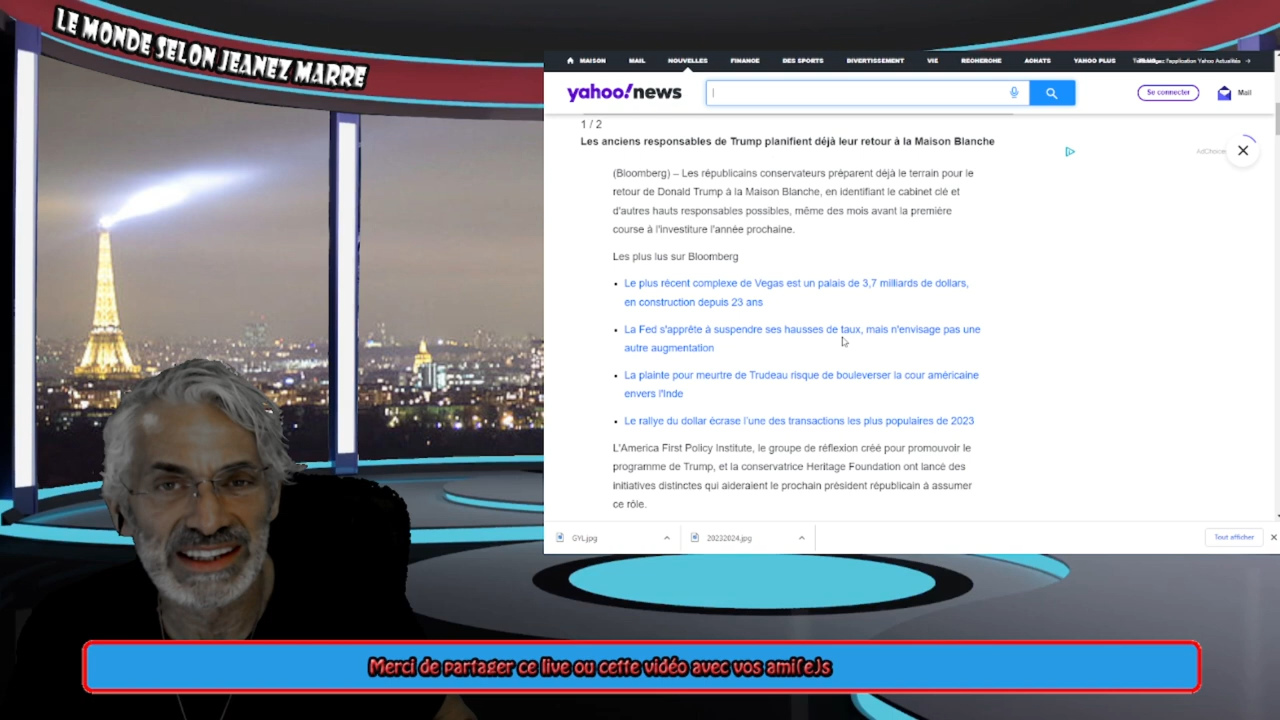 LE MONDE SELON JEANEZ MARRE
MAISON MAIL NOUVELLES FINANCE DES SPORTS DIVERTISSEMENT VIE RECHERCHE ACHATS YAHOO PLUS l'application Yahoo Actualités →
yahoo!news
Se connecter
Mail
1 / 2
Les anciens responsables de Trump planifient déjà leur retour à la Maison Blanche
AdChoice
(Bloomberg) – Les républicains conservateurs préparent déjà le terrain pour le
retour de Donald Trump à la Maison Blanche, en identifiant le cabinet clé et
d'autres hauts responsables possibles, même des mois avant la première
course à l'investiture l'année prochaine.
Les plus lus sur Bloomberg
• Le plus récent complexe de Vegas est un palais de 3,7 milliards de dollars,
en construction depuis 23 ans
• La Fed s'apprête à suspendre ses hausses de taux, mais n'envisage pas une
autre augmentation
• La plainte pour meurtre de Trudeau risque de bouleverser la cour américaine
envers l'Inde
• Le rallye du dollar écrase l'une des transactions les plus populaires de 2023
L'America First Policy Institute, le groupe de réflexion créé pour promouvoir le
programme de Trump, et la conservatrice Heritage Foundation ont lancé des
initiatives distinctes qui aideraient le prochain président républicain à assumer
ce rôle.
GYL.jpg
20232024.jpg
Tout afficher
Merci de partager ce live ou cette vidéo avec vos ami(e)s